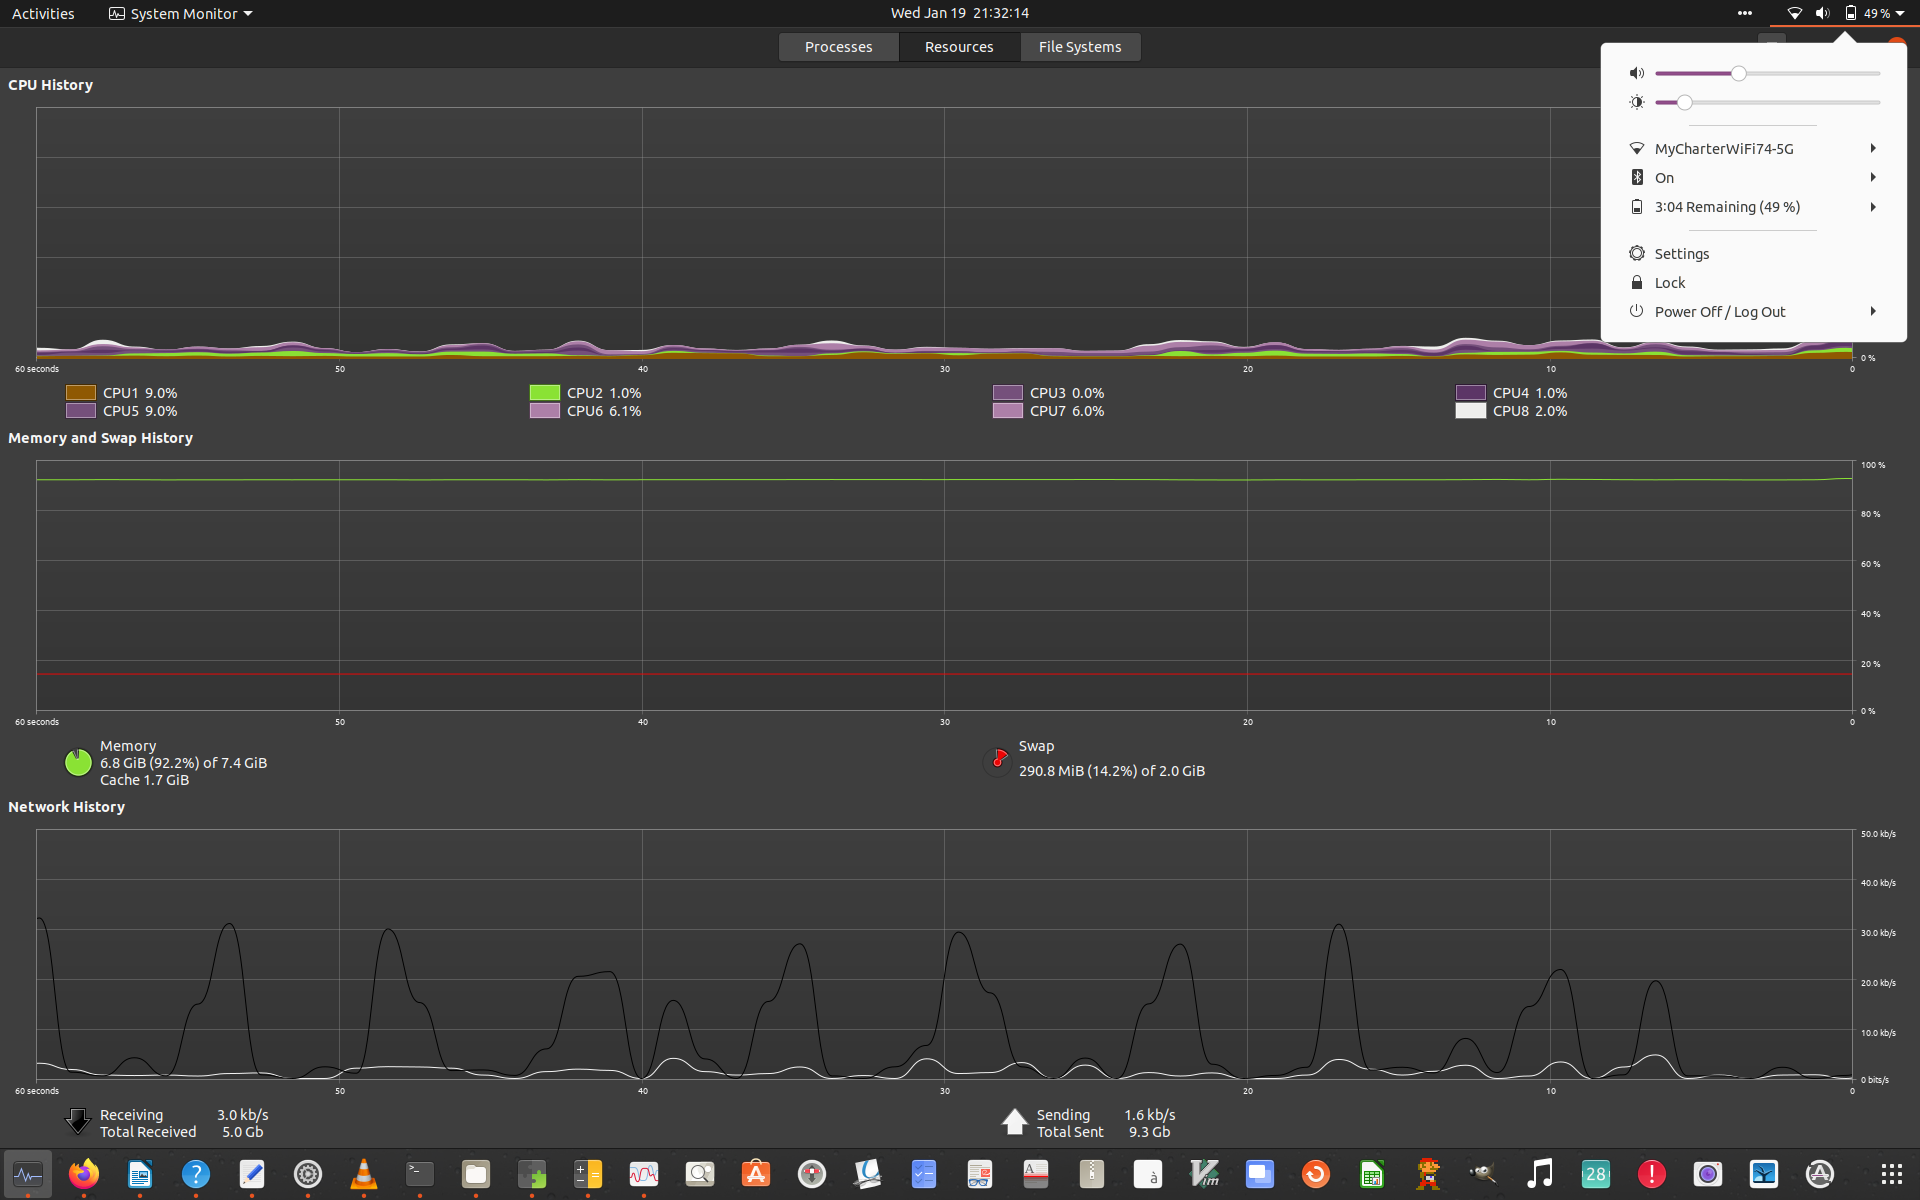 Activities
System Monitor
Wed Jan 19 21:32:14
49 %
Processes
Resources
File Systems
MyCharterWiFi74-5G
On
3:04 Remaining (49 %)
Settings
Lock
Power Off / Log Out
CPU History
0 %
60 seconds 50 40 30 20 10 0
CPU1 9.0% CPU2 1.0% CPU3 0.0% CPU4 1.0%
CPU5 9.0% CPU6 6.1% CPU7 6.0% CPU8 2.0%
Memory and Swap History
100 %
80 %
60 %
40 %
20 %
0 %
60 seconds 50 40 30 20 10 0
Memory
6.8 GiB (92.2%) of 7.4 GiB
Cache 1.7 GiB
Swap
290.8 MiB (14.2%) of 2.0 GiB
Network History
50.0 kb/s
40.0 kb/s
30.0 kb/s
20.0 kb/s
10.0 kb/s
0 bits/s
60 seconds 50 40 30 20 10 0
Receiving 3.0 kb/s
Total Received 5.0 Gb
Sending 1.6 kb/s
Total Sent 9.3 Gb
?
>_
A
à
Vim
28
!